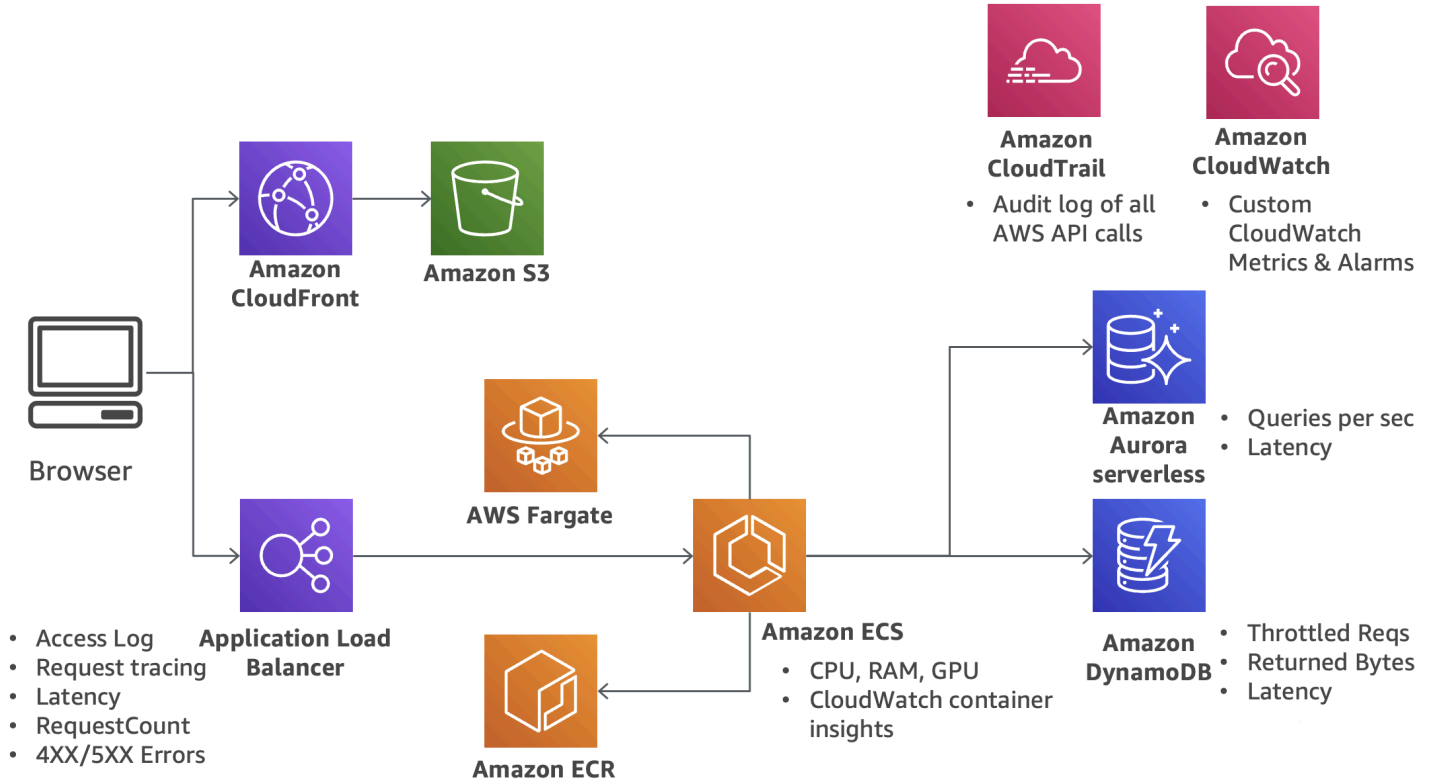 Amazon
CloudTrail
• Audit log of all
AWS API calls
Amazon
CloudWatch
• Custom
CloudWatch
Metrics & Alarms
Amazon
CloudFront
Amazon S3
Browser
AWS Fargate
Amazon
Aurora
serverless
• Queries per sec
• Latency
Application Load
Balancer
• Access Log
• Request tracing
• Latency
• RequestCount
• 4XX/5XX Errors
Amazon ECS
• CPU, RAM, GPU
• CloudWatch container
insights
Amazon
DynamoDB
• Throttled Reqs
• Returned Bytes
• Latency
Amazon ECR